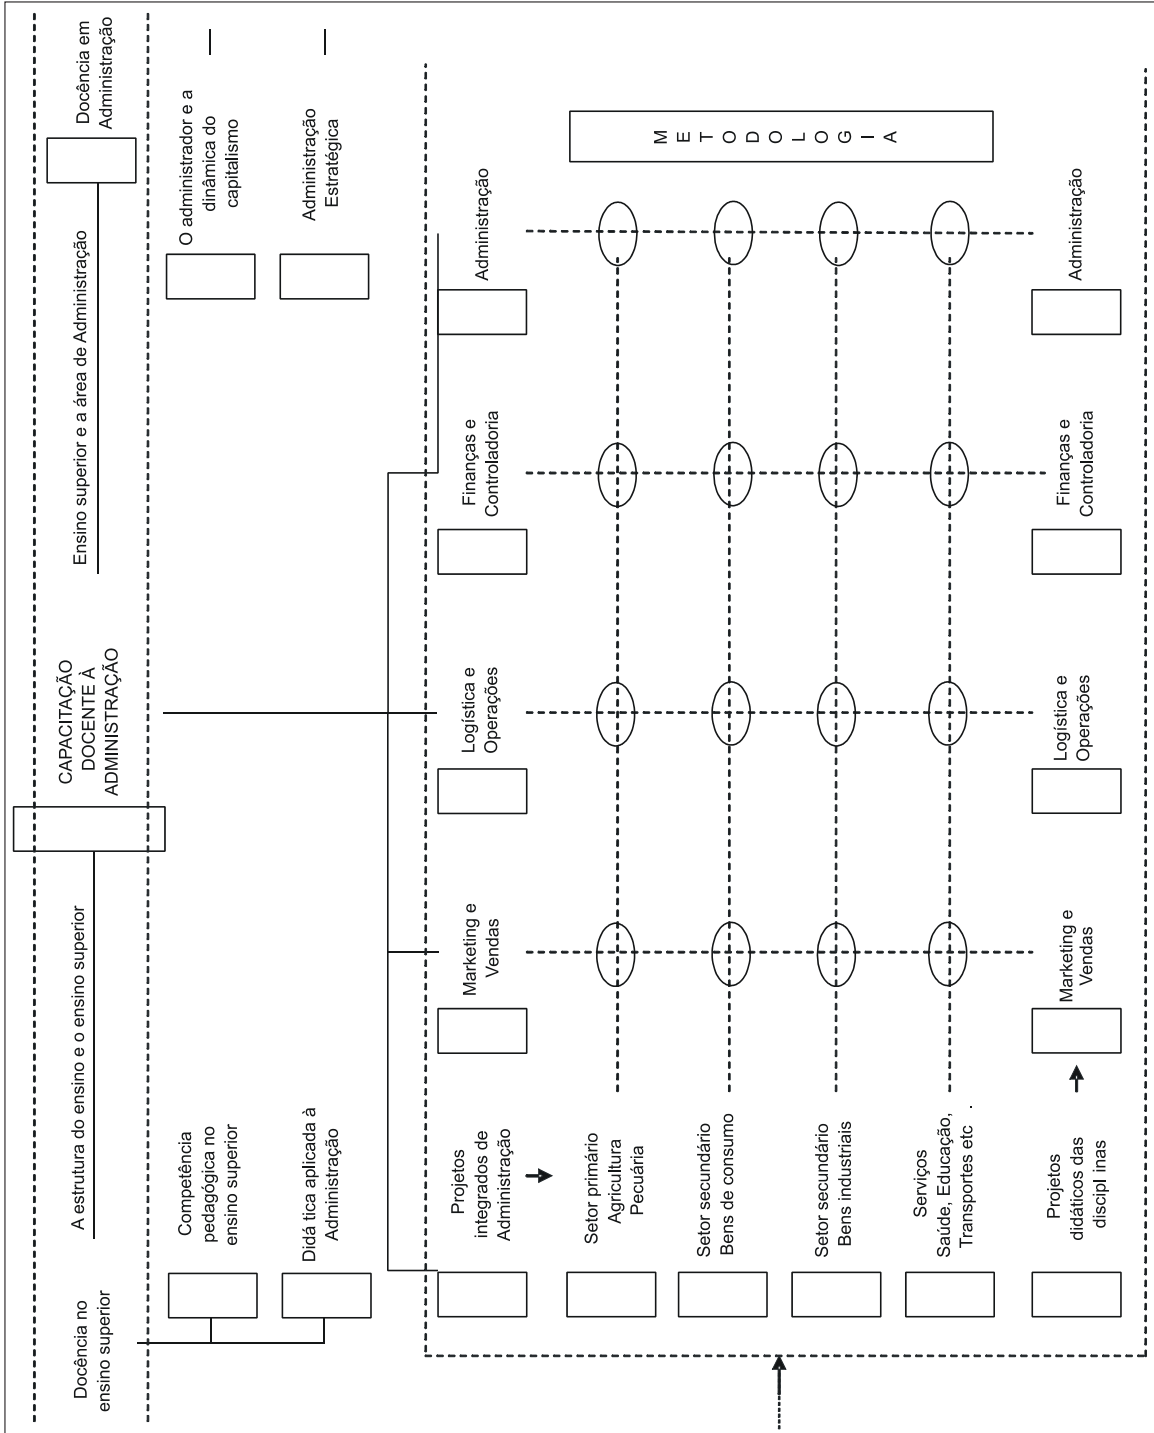 Docência no
ensino superior
A estrutura do ensino e o ensino superior
CAPACITAÇÃO
DOCENTE À
ADMINISTRAÇÃO
Ensino superior e a área de Administração
Docência em
Administração
Competência
pedagógica no
ensino superior
O administrador e a
dinâmica do
capitalismo
Didá tica aplicada à
Administração
Administração
Estratégica
Projetos
integrados de
Administração
Marketing e
Vendas
Logística e
Operações
Finanças e
Controladoria
Administração
Setor primário
Agricultura
Pecuária
Setor secundário
Bens de consumo
Setor secundário
Bens industriais
Serviços
Saúde, Educação,
Transportes etc .
METODOLOGIA
Projetos
didáticos das
discipl inas
Marketing e
Vendas
Logística e
Operações
Finanças e
Controladoria
Administração